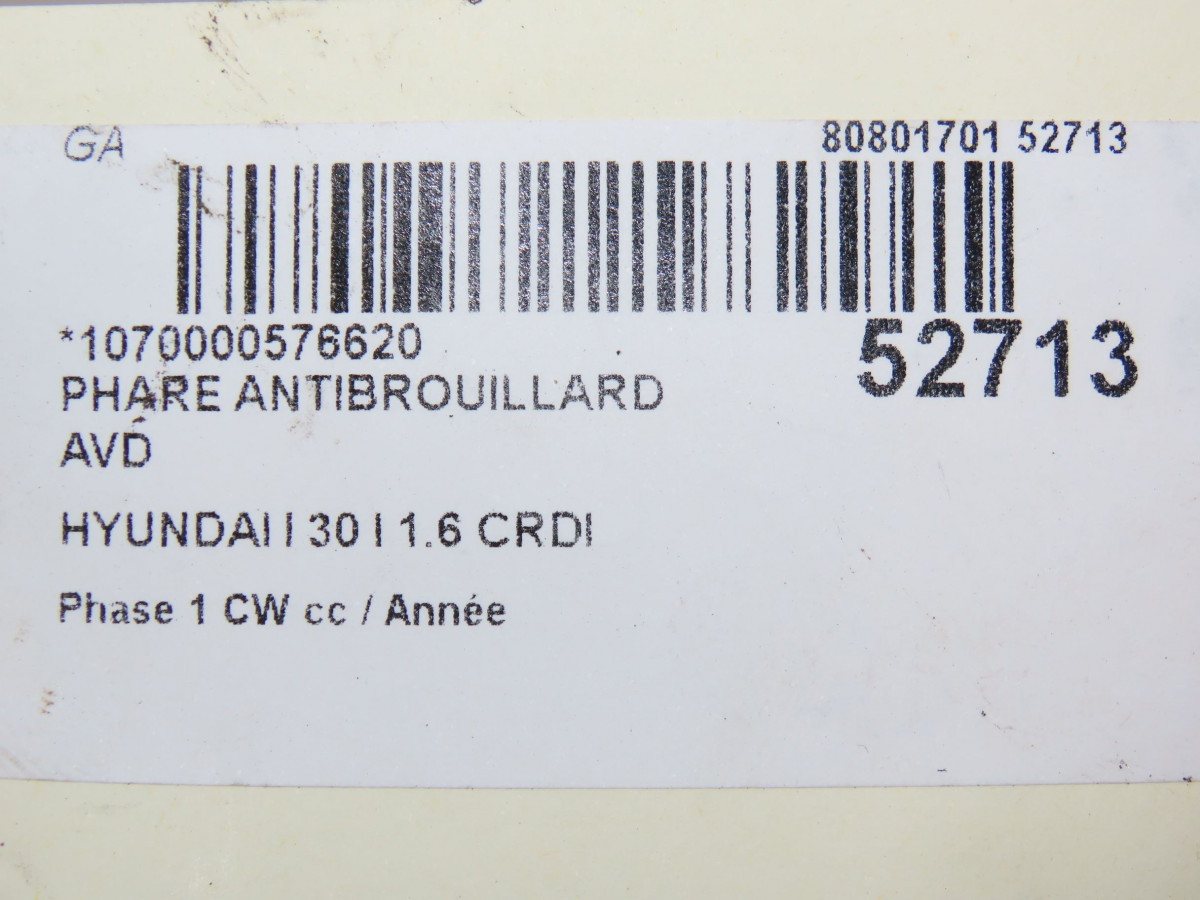 GA
80801701 52713
*1070000576620
52713
PHARE ANTIBROUILLARD
AVD
HYUNDAI I 30 I 1.6 CRDI
Phase 1 CW cc / Année